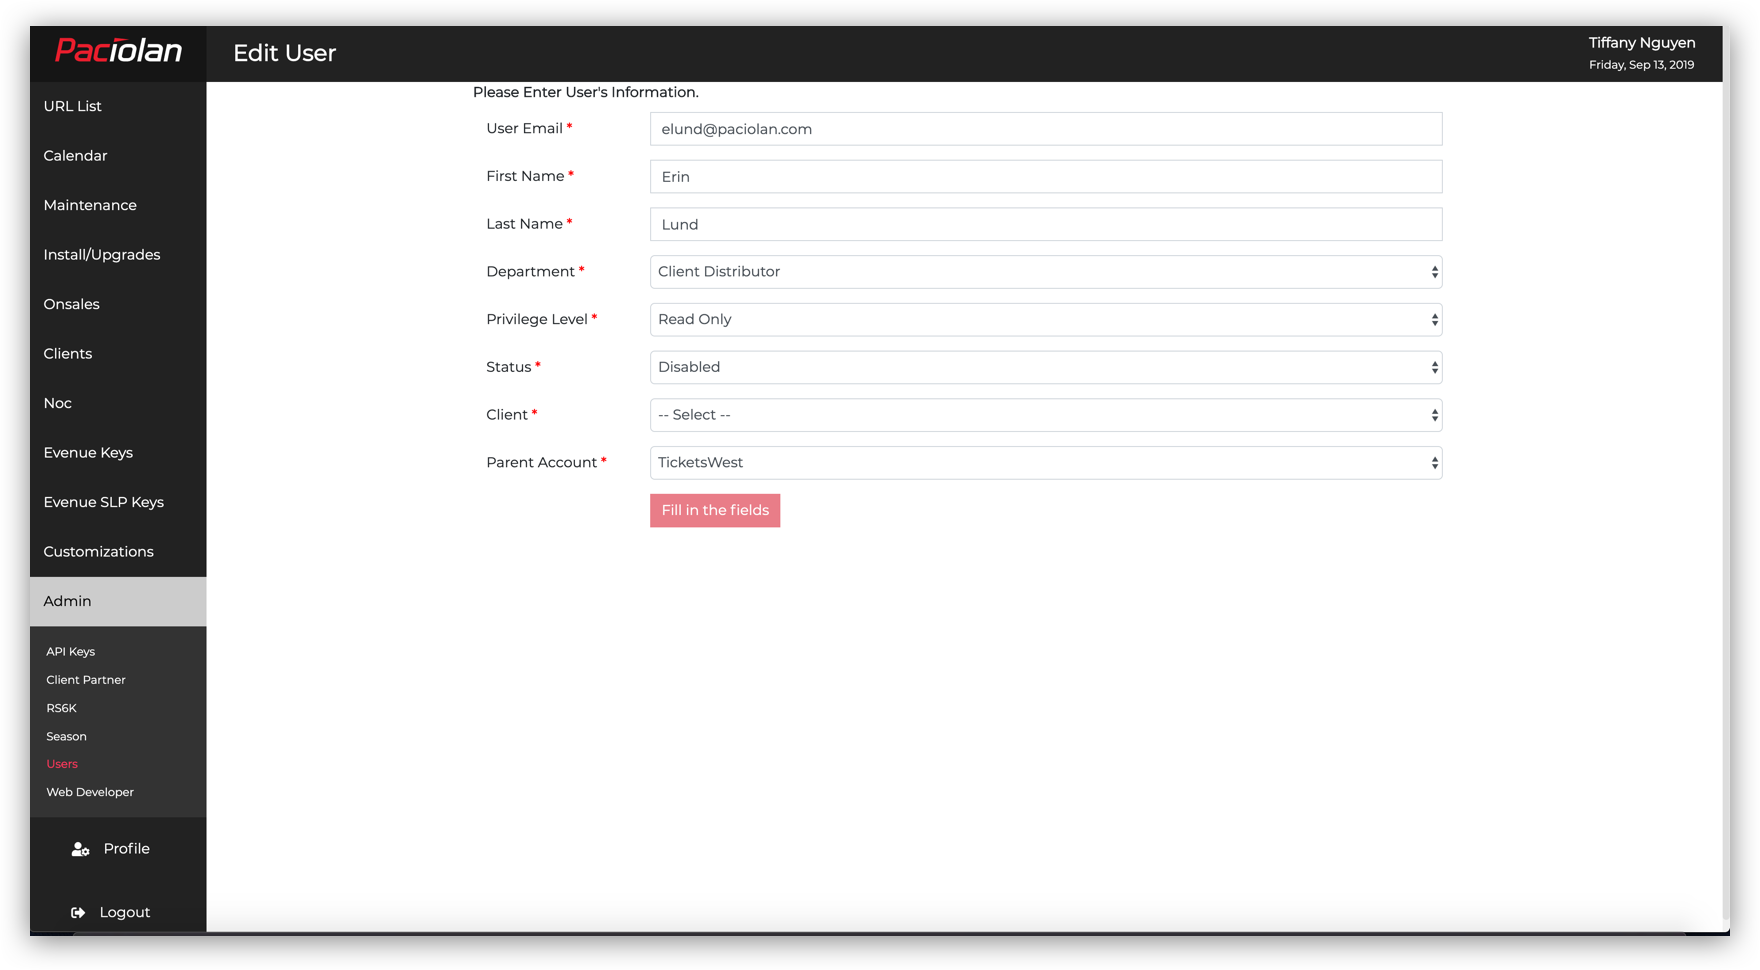 Paciolan
Edit User
Tiffany Nguyen
Friday, Sep 13, 2019
URL List
Calendar
Maintenance
Install/Upgrades
Onsales
Clients
Noc
Evenue Keys
Evenue SLP Keys
Customizations
Admin
API Keys
Client Partner
RS6K
Season
Users
Web Developer
Profile
Logout
Please Enter User's Information.
User Email * elund@paciolan.com
First Name * Erin
Last Name * Lund
Department * Client Distributor
Privilege Level * Read Only
Status * Disabled
Client * -- Select --
Parent Account * TicketsWest
Fill in the fields